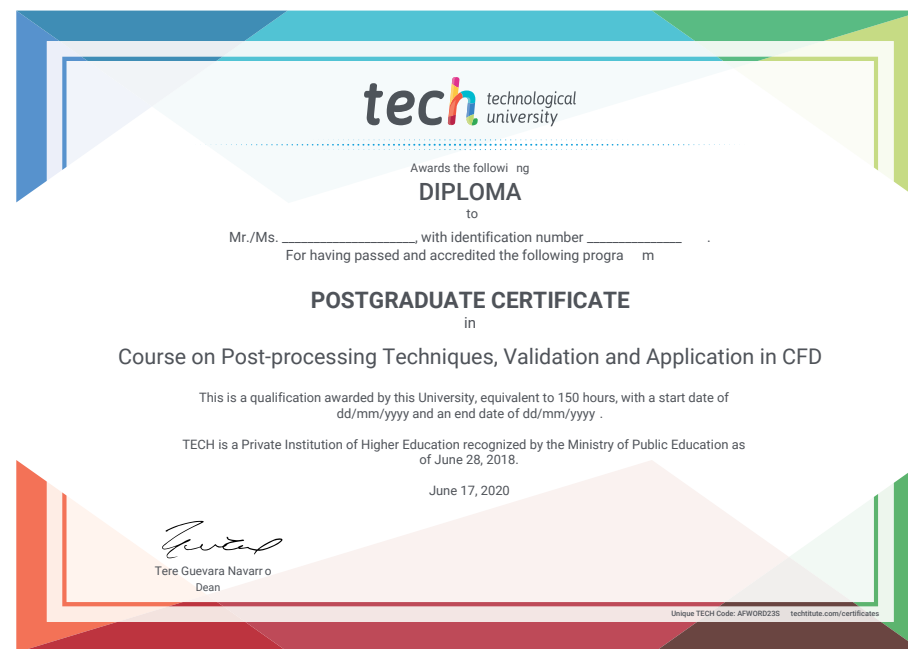 tech technological
university
Awards the followi ng
DIPLOMA
to
Mr./Ms. ___________________, with identification number ______________ .
For having passed and accredited the following progra m
POSTGRADUATE CERTIFICATE
in
Course on Post-processing Techniques, Validation and Application in CFD
This is a qualification awarded by this University, equivalent to 150 hours, with a start date of
dd/mm/yyyy and an end date of dd/mm/yyyy .
TECH is a Private Institution of Higher Education recognized by the Ministry of Public Education as
of June 28, 2018.
June 17, 2020
Tere Guevara Navarr o
Dean
Unique TECH Code: AFWORD23S techtitute.com/certificates